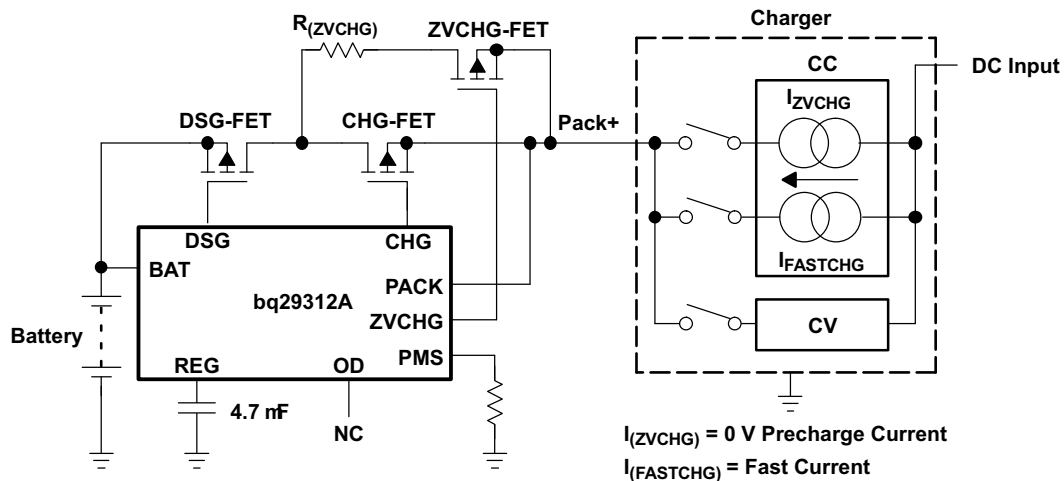 R(ZVCHG)
ZVCHG-FET
Charger
CC
DC Input
IZVCHG
DSG-FET
CHG-FET
Pack+
DSG
CHG
BAT
PACK
bq29312A
IFASTCHG
ZVCHG
Battery
CV
PMS
REG
OD
4.7 mF
NC
I(ZVCHG) = 0 V Precharge Current
I(FASTCHG) = Fast Current